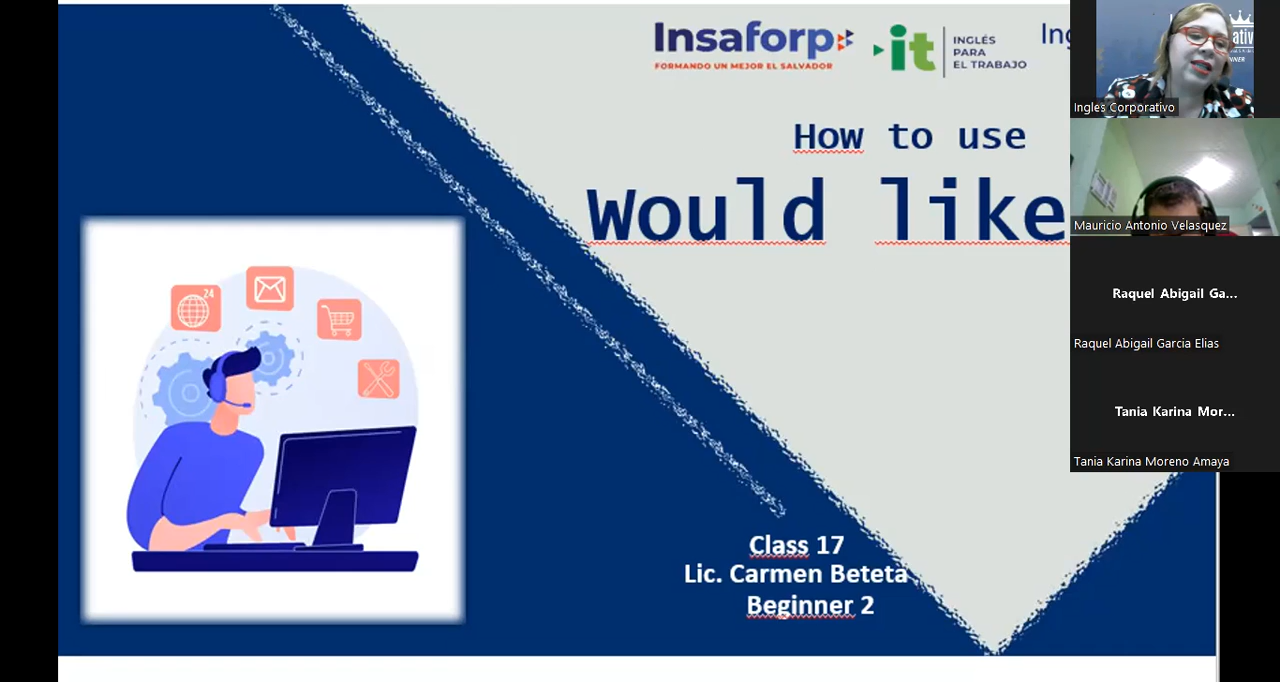 Insaforp
FORMANDO UN MEJOR EL SALVADOR
it
INGLÉS
PARA
EL TRABAJO
How to use
Would like
24
Class 17
Lic. Carmen Beteta
Beginner 2
Ingles Corporativo
Mauricio Antonio Velasquez
Raquel Abigail Ga...
Raquel Abigail Garcia Elias
Tania Karina Mor...
Tania Karina Moreno Amaya